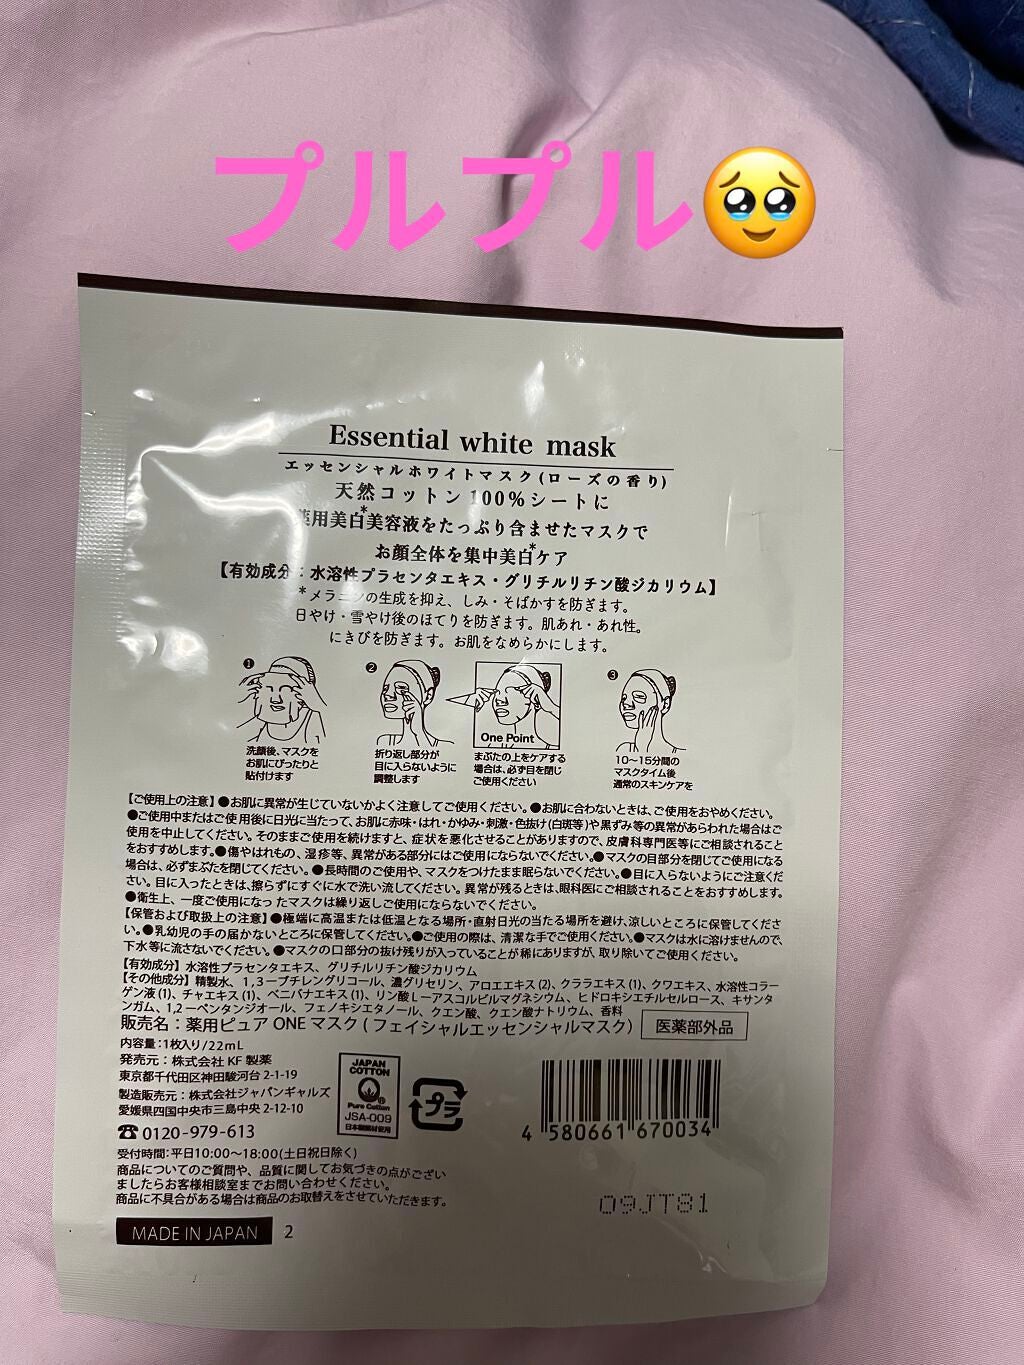 プルプル🥹
Essential white mask
エッセンシャルホワイトマスク(ローズの香り)
天然コットン100%シートに
薬用美白*美容液をたっぷり含ませたマスクで
お顔全体を集中美白*ケア
【有効成分：水溶性プラセンタエキス・グリチルリチン酸ジカリウム】
*メラニンの生成を抑え、しみ・そばかすを防ぎます。
日やけ・雪やけ後のほてりを防ぎます。肌あれ・あれ性。
にきびを防ぎます。お肌をなめらかにします。
❶
洗顔後、マスクを
お肌にぴったりと
貼付けます
❷
折り返し部分が
目に入らないように
調整します
One Point
まぶたの上をケアする
場合は、必ず目を閉じ
ご使用ください
❸
10〜15分間の
マスクタイム後
通常のスキンケアを
【ご使用上の注意】●お肌に異常が生じていないかよく注意してご使用ください。●お肌に合わないときは、ご使用をおやめください。
●ご使用中またはご使用後に日光に当たって、お肌に赤味・はれ・かゆみ・刺激・色抜け(白斑等)や黒ずみ等の異常があらわれた場合はご
使用を中止してください。そのままご使用を続けますと、症状を悪化させることがありますので、皮膚科専門医等にご相談されること
をおすすめします。●傷やはれもの、湿疹等、異常がある部分にはご使用にならないでください。●マスクの目部分を閉じてご使用になる
場合は、必ずまぶたを閉じてください。●長時間のご使用や、マスクをつけたまま眠らないでください。●目に入らないようにご注意くだ
さい。目に入ったときは、擦らずにすぐに水で洗い流してください。異常が残るときは、眼科医にご相談されることをおすすめします。
●衛生上、一度ご使用になったマスクは繰り返しご使用にならないでください。
【保管および取扱上の注意】●極端に高温または低温となる場所・直射日光の当たる場所を避け、涼しいところに保管してくださ
い。●乳幼児の手の届かないところに保管してください。●ご使用の際は、清潔な手でご使用ください。●マスクは水に溶けませんので、
下水等に流さないでください。●マスクの口部分の抜け残りが入っていることが稀にありますが、取り除いてご使用ください。
【有効成分】水溶性プラセンタエキス、グリチルリチン酸ジカリウム
【その他成分】精製水、1,3ーブチレングリコール、濃グリセリン、アロエエキス(2)、クララエキス(1)、クワエキス、水溶性コラー
ゲン液(1)、チャエキス(1)、ベニバナエキス(1)、リン酸Lーアスコルビルマグネシウム、ヒドロキシエチルセルロース、キサンタ
ンガム、1,2ーペンタンジオール、フェノキシエタノール、クエン酸、クエン酸ナトリウム、香料
販売名：薬用ピュアONEマスク(フェイシャルエッセンシャルマスク) 医薬部外品
内容量：1枚入り/22mL
発売元：株式会社KF製薬
東京都千代田区神田駿河台2-1-19
製造販売元：株式会社ジャパンギャルズ
愛媛県四国中央市三島中央2-12-10
☎0120-979-613
受付時間：平日10:00〜18:00(土日祝日除く)
商品についてのご質問や、品質に関してお気づきの点がござい
ましたらお客様相談室までお問い合わせください。
商品に不具合がある場合は商品のお取替えをさせていただきます。
JAPAN
COTTON
Pure Cotton
JSA-009
日本製綿素材使用
プラ
4 580661 670034
09JT81
MADE IN JAPAN 2